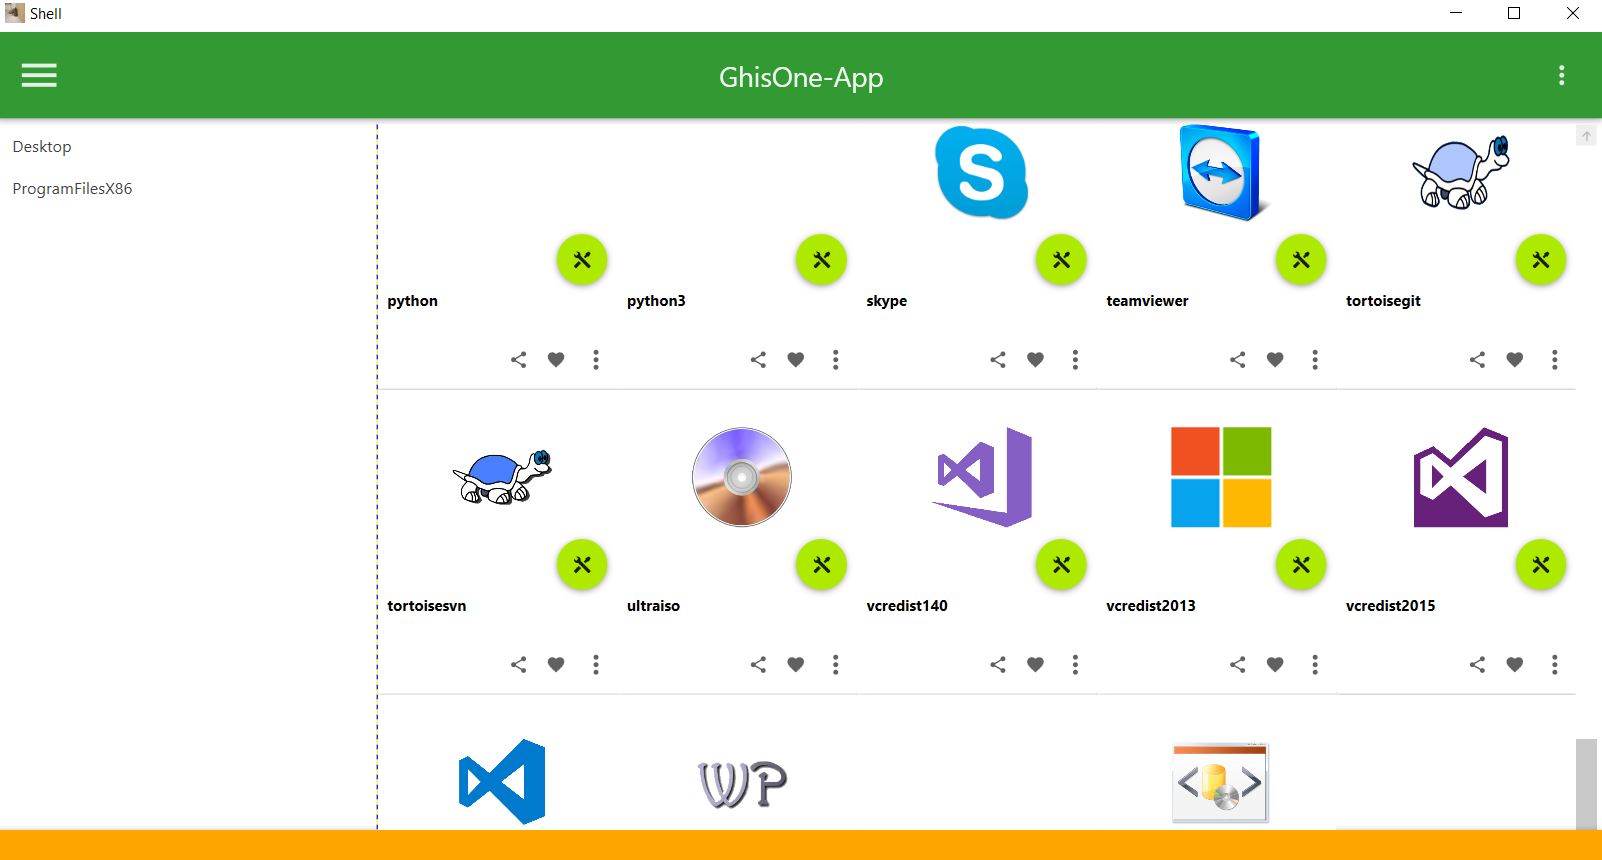 Shell
GhisOne-App
Desktop
ProgramFilesX86
S
python
python3
skype
teamviewer
tortoisegit
tortoisesvn
ultraiso
vcredist140
vcredist2013
vcredist2015
WP